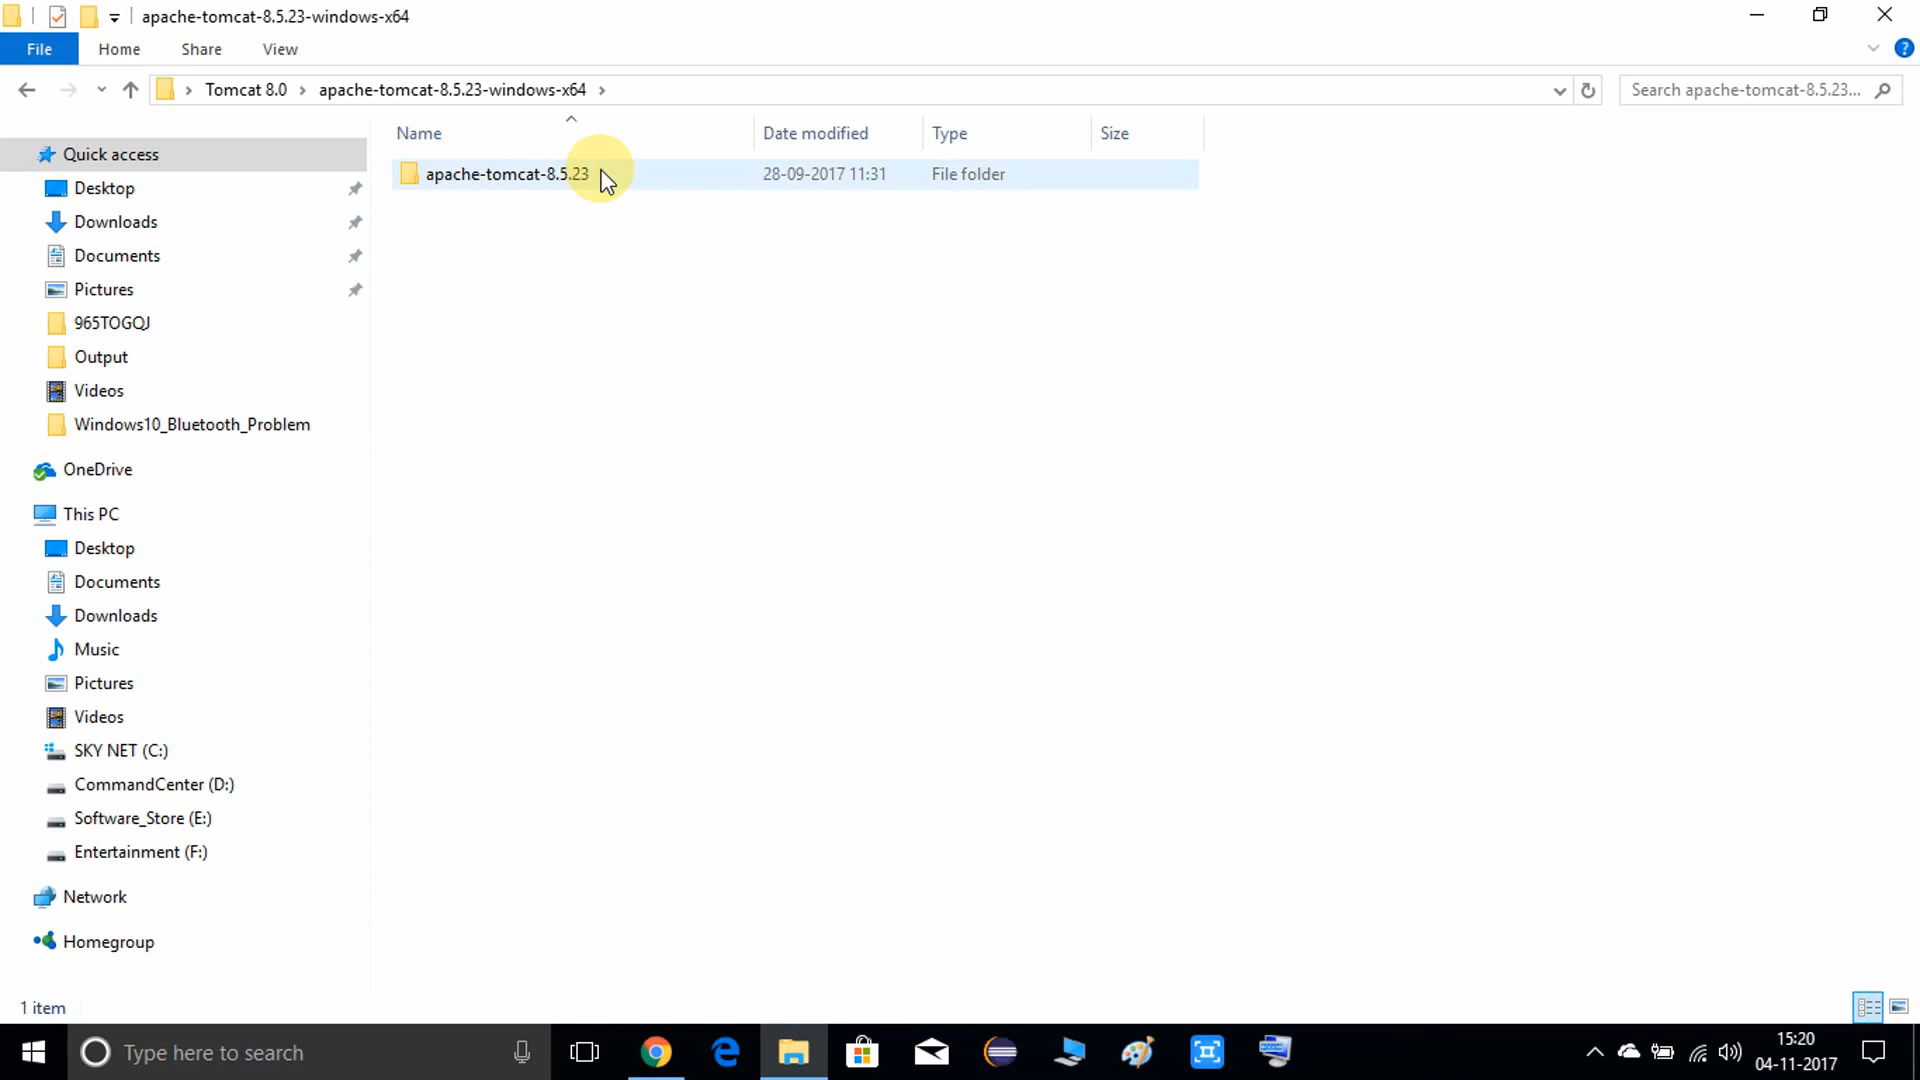 apache-tomcat-8.5.23-windows-x64
File Home Share View
Tomcat 8.0 apache-tomcat-8.5.23-windows-x64
Search apache-tomcat-8.5.23...
Name Date modified Type Size
apache-tomcat-8.5.23 28-09-2017 11:31 File folder
Quick access
Desktop
Downloads
Documents
Pictures
965TOGQJ
Output
Videos
Windows10_Bluetooth_Problem
OneDrive
This PC
Desktop
Documents
Downloads
Music
Pictures
Videos
SKY NET (C:)
CommandCenter (D:)
Software_Store (E:)
Entertainment (F:)
Network
Homegroup
1 item
Type here to search
15:20
04-11-2017